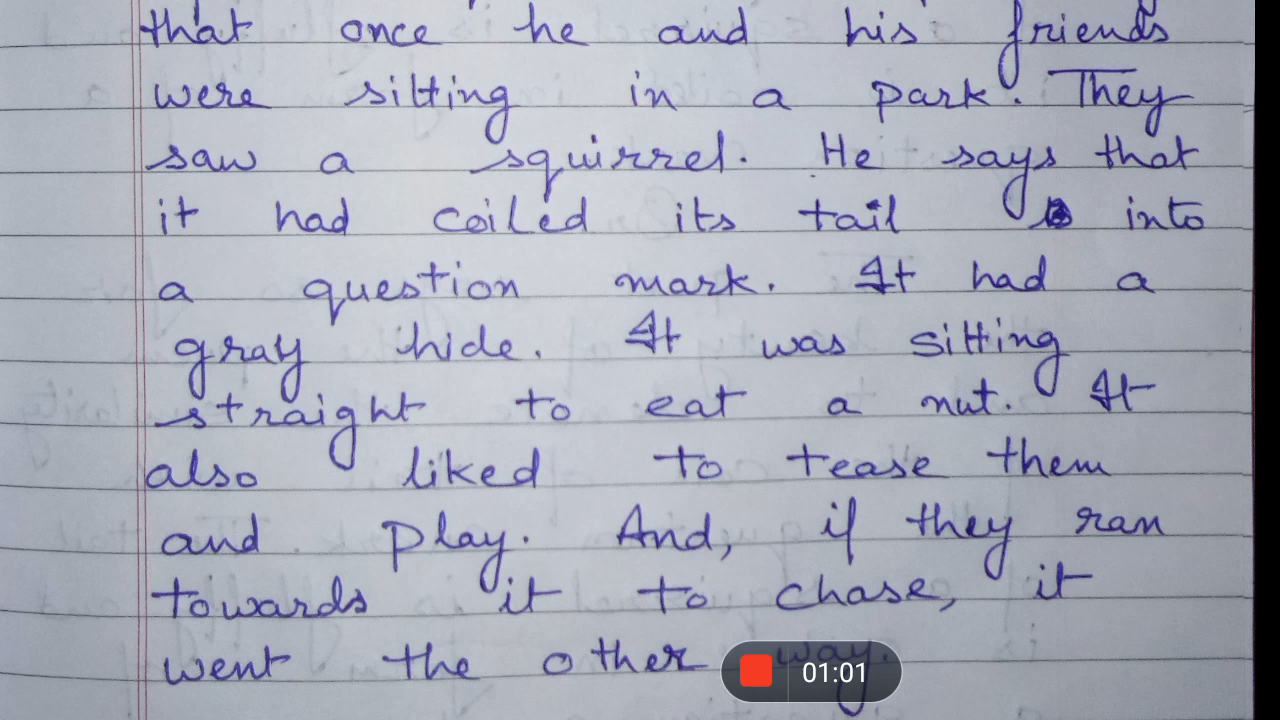 that once he and his friends
were sitting in a park. They
saw a squirrel. He says that
it had coiled its tail into
a question mark. It had a
gray hide. It was sitting
straight to eat a nut. It
also liked to tease them
and play. And, if they ran
towards it to chase, it
went the other way.
01:01